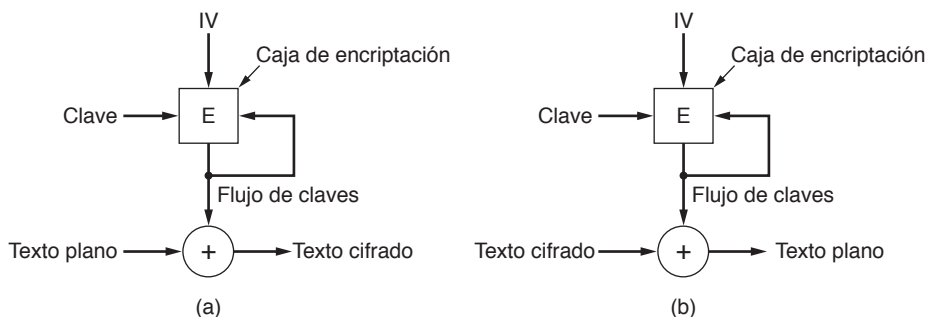 IV
Caja de encriptación
Clave
E
Flujo de claves
Texto plano
+
Texto cifrado
(a)
IV
Caja de encriptación
Clave
E
Flujo de claves
Texto cifrado
+
Texto plano
(b)